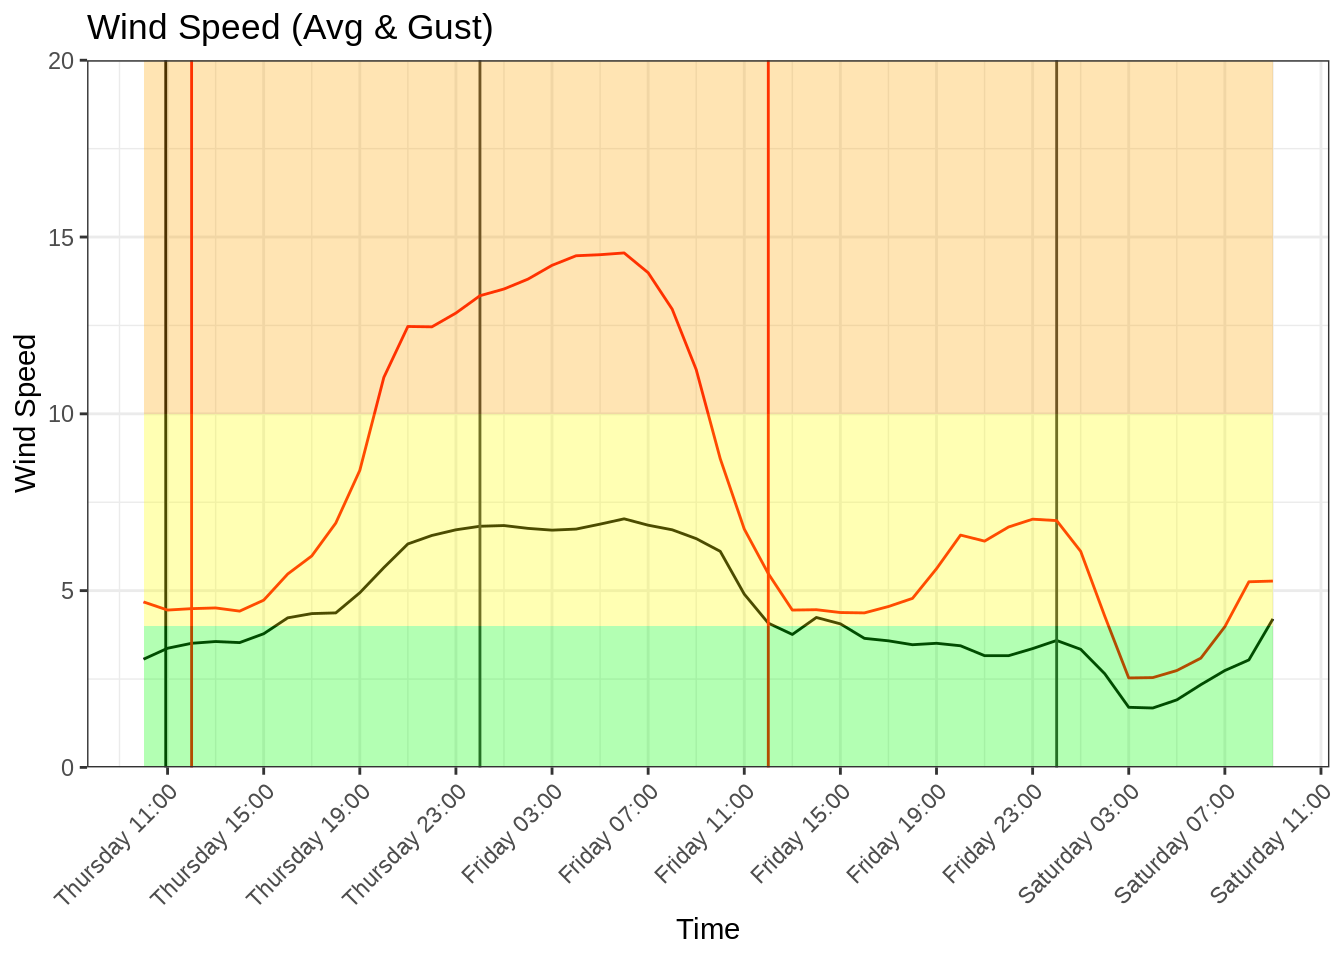 Wind Speed (Avg & Gust)
20
15
10
5
0
Wind Speed
Thursday 11:00
Thursday 15:00
Thursday 19:00
Thursday 23:00
Friday 03:00
Friday 07:00
Friday 11:00
Friday 15:00
Friday 19:00
Friday 23:00
Saturday 03:00
Saturday 07:00
Saturday 11:00
Time